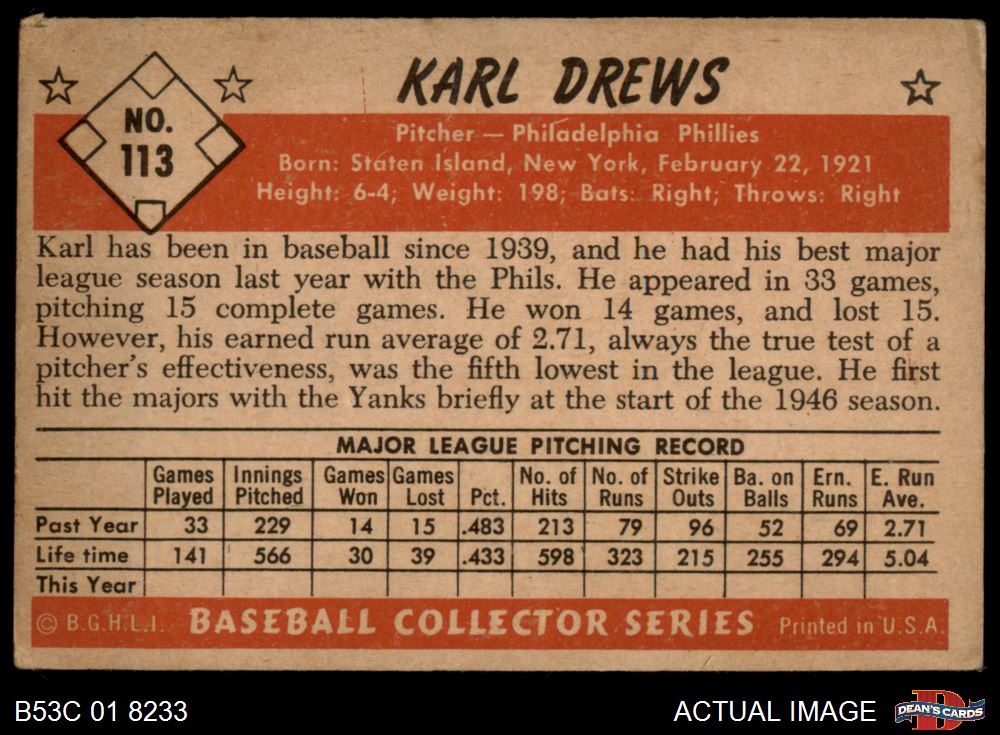 KARL DREWS
NO.
113
Pitcher — Philadelphia Phillies
Born: Staten Island, New York, February 22, 1921
Height: 6-4; Weight: 198; Bats: Right; Throws: Right
Karl has been in baseball since 1939, and he had his best major
league season last year with the Phils. He appeared in 33 games,
pitching 15 complete games. He won 14 games, and lost 15.
However, his earned run average of 2.71, always the true test of a
pitcher's effectiveness, was the fifth lowest in the league. He first
hit the majors with the Yanks briefly at the start of the 1946 season.
MAJOR LEAGUE PITCHING RECORD
Games Innings Games Games No. of No. of Strike Ba. on Ern. E. Run
Played Pitched Won Lost Pct. Hits Runs Outs Balls Runs Ave.
Past Year 33 229 14 15 .483 213 79 96 52 69 2.71
Life time 141 566 30 39 .433 598 323 215 255 294 5.04
This Year
© B.G.H.L.I. BASEBALL COLLECTOR SERIES Printed in U.S.A.
B53C 01 8233 ACTUAL IMAGE DEAN'S CARDS